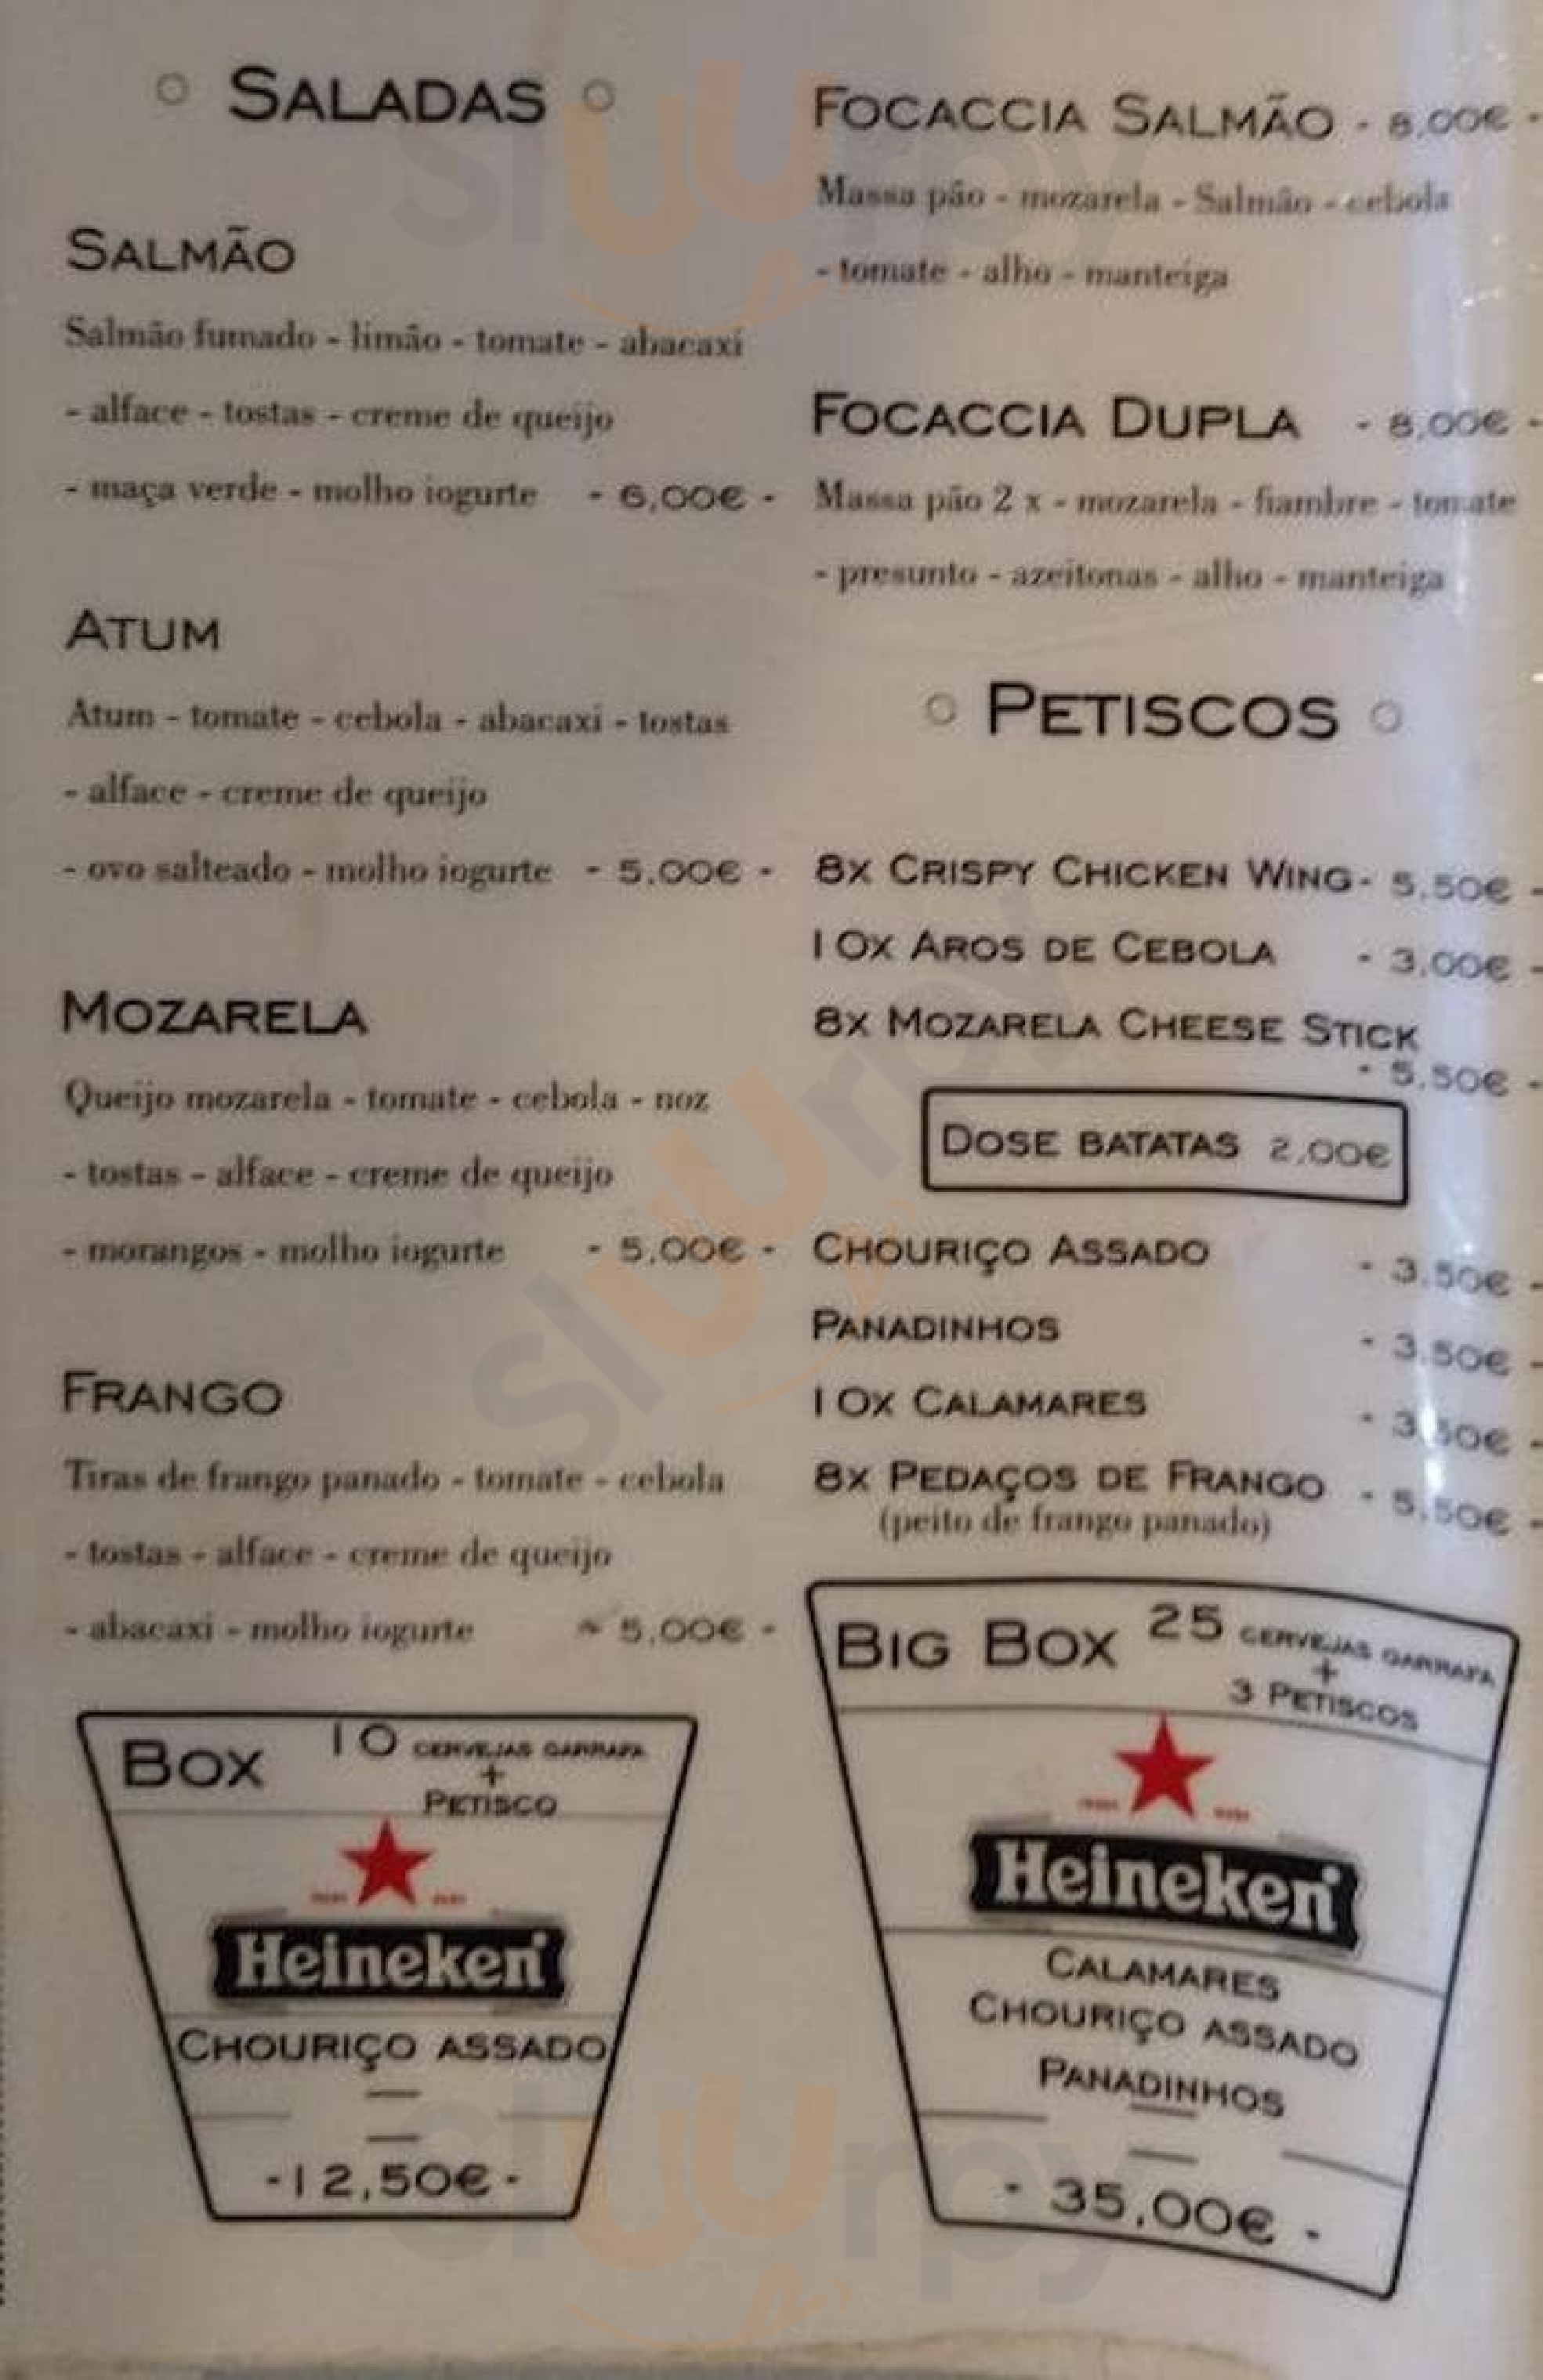 SALADAS
SALMÃO
Salmão fumado - limão - tomate - abacaxi
- alface - tostas - creme de queijo
- maça verde - molho iogurte - 6,00€ -
ATUM
Atum - tomate - cebola - abacaxi - tostas
- alface - creme de queijo
- ovo salteado - molho iogurte - 5,00€ -
MOZARELA
Queijo mozarela - tomate - cebola - noz
- tostas - alface - creme de queijo
- morangos - molho iogurte - 5,00€ -
FRANGO
Tiras de frango panado - tomate - cebola
- tostas - alface - creme de queijo
- abacaxi - molho iogurte - 5,00€ -
BOX 10 CERVEJAS GARRAFA
+
PETISCO
Heineken
CHOURIÇO ASSADO
-12,50€-
FOCACCIA SALMÃO - 8,00€ -
Massa pão - mozarela - Salmão - cebola
- tomate - alho - manteiga
FOCACCIA DUPLA - 8,00€ -
Massa pão 2 x - mozarela - fiambre - tomate
- presunto - azeitonas - alho - manteiga
PETISCOS
8X CRISPY CHICKEN WING - 5,50€ -
10X AROS DE CEBOLA - 3,00€ -
8X MOZARELA CHEESE STICK
- 5,50€ -
DOSE BATATAS 2,00€
CHOURIÇO ASSADO - 3,50€ -
PANADINHOS - 3,50€ -
10X CALAMARES - 3,50€ -
8X PEDAÇOS DE FRANGO - 5,50€ -
(peito de frango panado)
BIG BOX 25 CERVEJAS GARRAFA
+
3 PETISCOS
Heineken
CALAMARES
CHOURIÇO ASSADO
PANADINHOS
- 35,00€ -
sluurpy
sluurpy
sluurpy